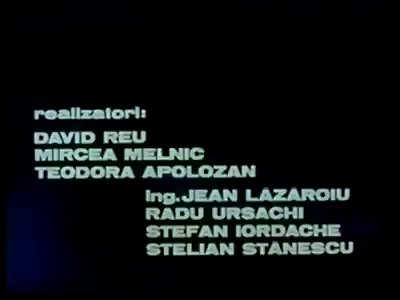 realizatori:
DAVID REU
MIRCEA MELNIC
TEODORA APOLOZAN
ing.JEAN LAZAROIU
RADU URSACHI
STEFAN IORDACHE
STELIAN STANESCU